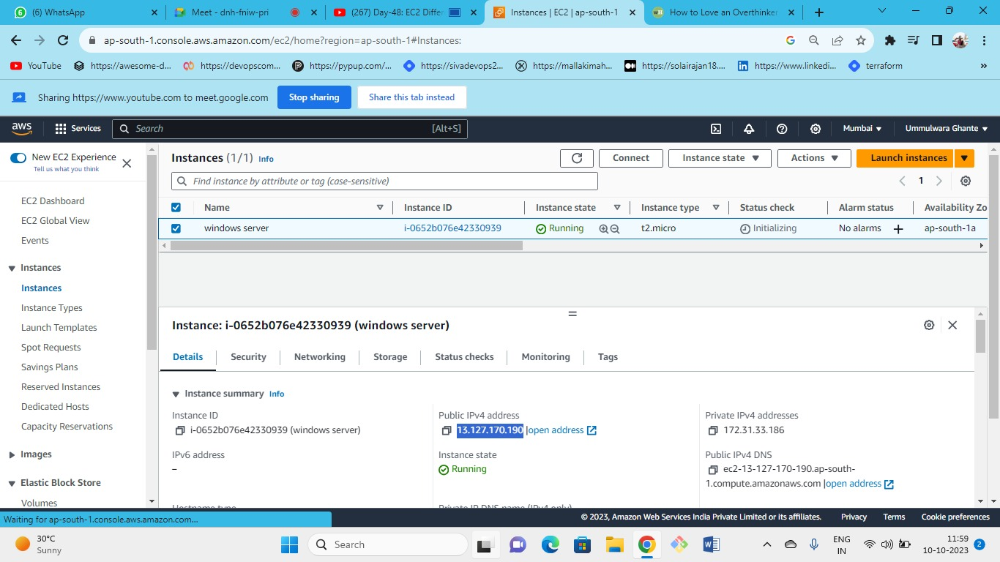 (6) WhatsApp
Meet - dnh-fniw-pri
(267) Day-48: EC2 Differ
Instances | EC2 | ap-south-1
How to Love an Overthinker
ap-south-1.console.aws.amazon.com/ec2/home?region=ap-south-1#Instances:
YouTube
https://awesome-d...
https://devopscom...
https://pypup.com/...
https://sivadevops2...
https://mallakimah...
https://solairajan18....
https://www.linkedi...
terraform
»
Sharing https://www.youtube.com to meet.google.com
Stop sharing
Share this tab instead
aws
Services
Search
[Alt+S]
Mumbai
Ummulwara Ghante
New EC2 Experience
Tell us what you think
EC2 Dashboard
EC2 Global View
Events
Instances
Instances
Instance Types
Launch Templates
Spot Requests
Savings Plans
Reserved Instances
Dedicated Hosts
Capacity Reservations
Images
Elastic Block Store
Volumes
Instances (1/1) Info
Connect
Instance state
Actions
Launch instances
Find instance by attribute or tag (case-sensitive)
1
Name
Instance ID
Instance state
Instance type
Status check
Alarm status
Availability Zo
windows server
i-0652b076e42330939
Running
t2.micro
Initializing
No alarms
ap-south-1a
Instance: i-0652b076e42330939 (windows server)
Details
Security
Networking
Storage
Status checks
Monitoring
Tags
Instance summary Info
Instance ID
i-0652b076e42330939 (windows server)
Public IPv4 address
13.127.170.190 |open address
Private IPv4 addresses
172.31.33.186
IPv6 address
–
Instance state
Running
Public IPv4 DNS
ec2-13-127-170-190.ap-south-
1.compute.amazonaws.com |open address
Hostname type
Private IP DNS name (IPv4 only)
Waiting for ap-south-1.console.aws.amazon.com...
© 2023, Amazon Web Services India Private Limited or its affiliates.
Privacy
Terms
Cookie preferences
30°C
Sunny
Search
ENG
IN
11:59
10-10-2023
2